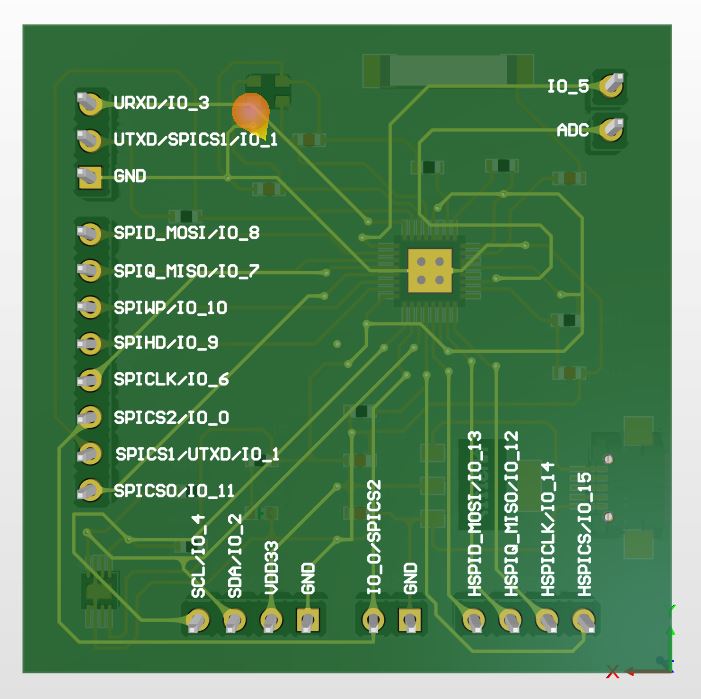 IO_5
URXD/IO_3
ADC
UTXD/SPICS1/IO_1
GND
SPID_MOSI/IO_8
SPIQ_MISO/IO_7
SPIWP/IO_10
SPIHD/IO_9
SPICLK/IO_6
SPICS2/IO_0
SPICS1/UTXD/IO_1
SPICS0/IO_11
SCL/IO_4
SDA/IO_2
VDD33
GND
IO_0/SPICS2
GND
HSPID_MOSI/IO_13
HSPIQ_MISO/IO_12
HSPICLK/IO_14
HSPICS/IO_15
X
Y